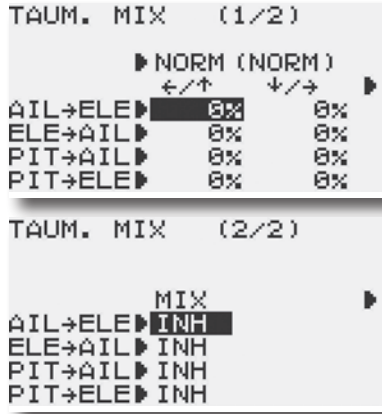 TAUM. MIX (1/2)
▶NORM (NORM)
←/↑ ↓/→ ▶
AIL→ELE▶ 0% 0%
ELE→AIL▶ 0% 0%
PIT→AIL▶ 0% 0%
PIT→ELE▶ 0% 0%
TAUM. MIX (2/2)
MIX ▶
AIL→ELE▶INH
ELE→AIL▶INH
PIT→AIL▶INH
PIT→ELE▶INH